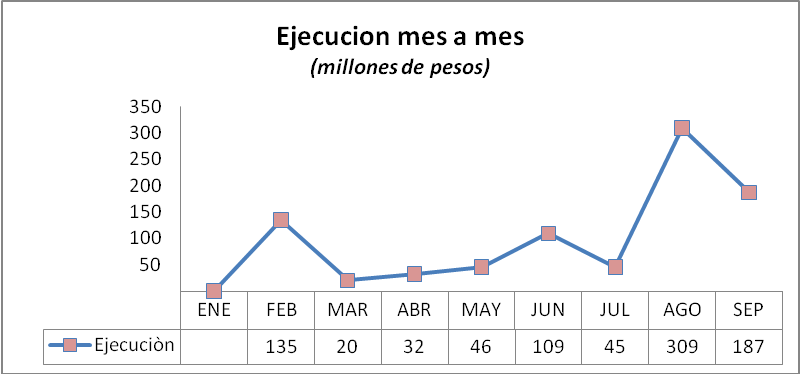 Ejecucion mes a mes
(millones de pesos)
350
300
250
200
150
100
50
ENE FEB MAR ABR MAY JUN JUL AGO SEP
Ejecuciòn 135 20 32 46 109 45 309 187